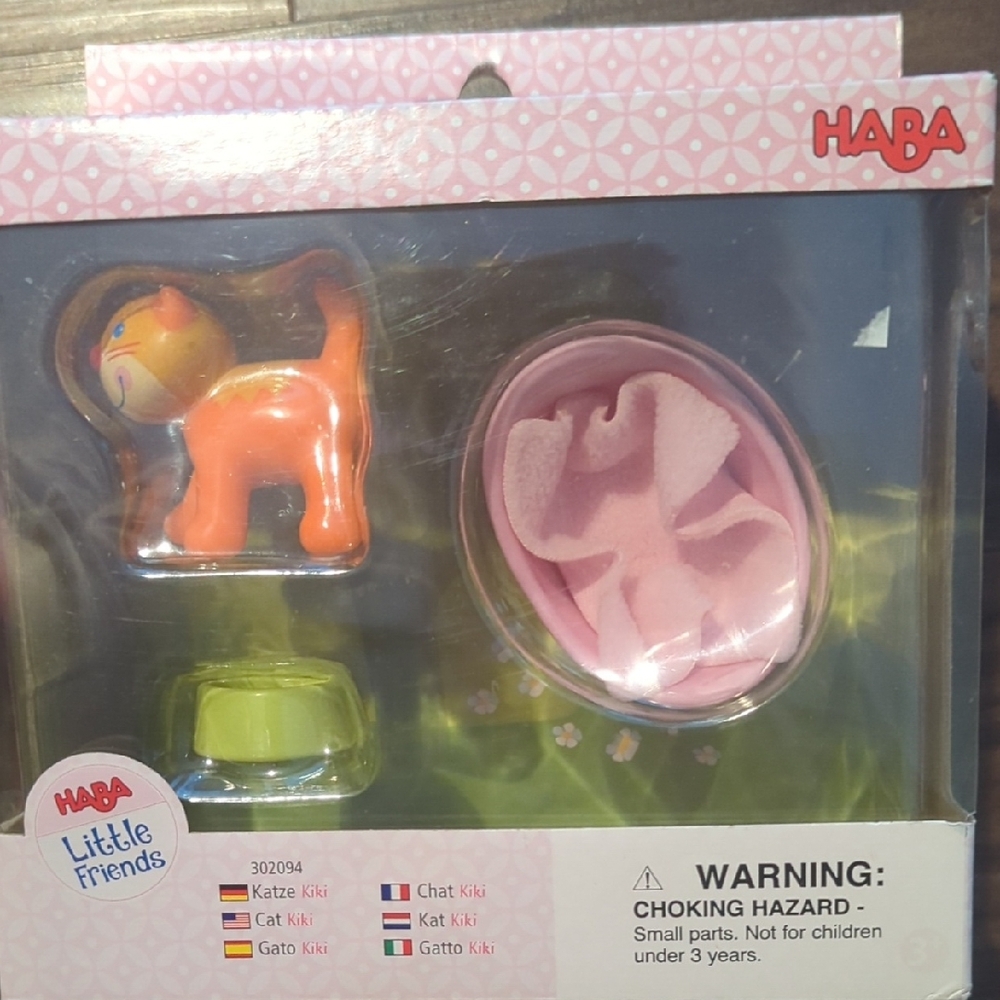 HABA
HABA
Little
Friends
302094
Katze Kiki
Cat Kiki
Gato Kiki
Chat Kiki
Kat Kiki
Gatto Kiki
⚠ WARNING:
CHOKING HAZARD -
Small parts. Not for children
under 3 years.